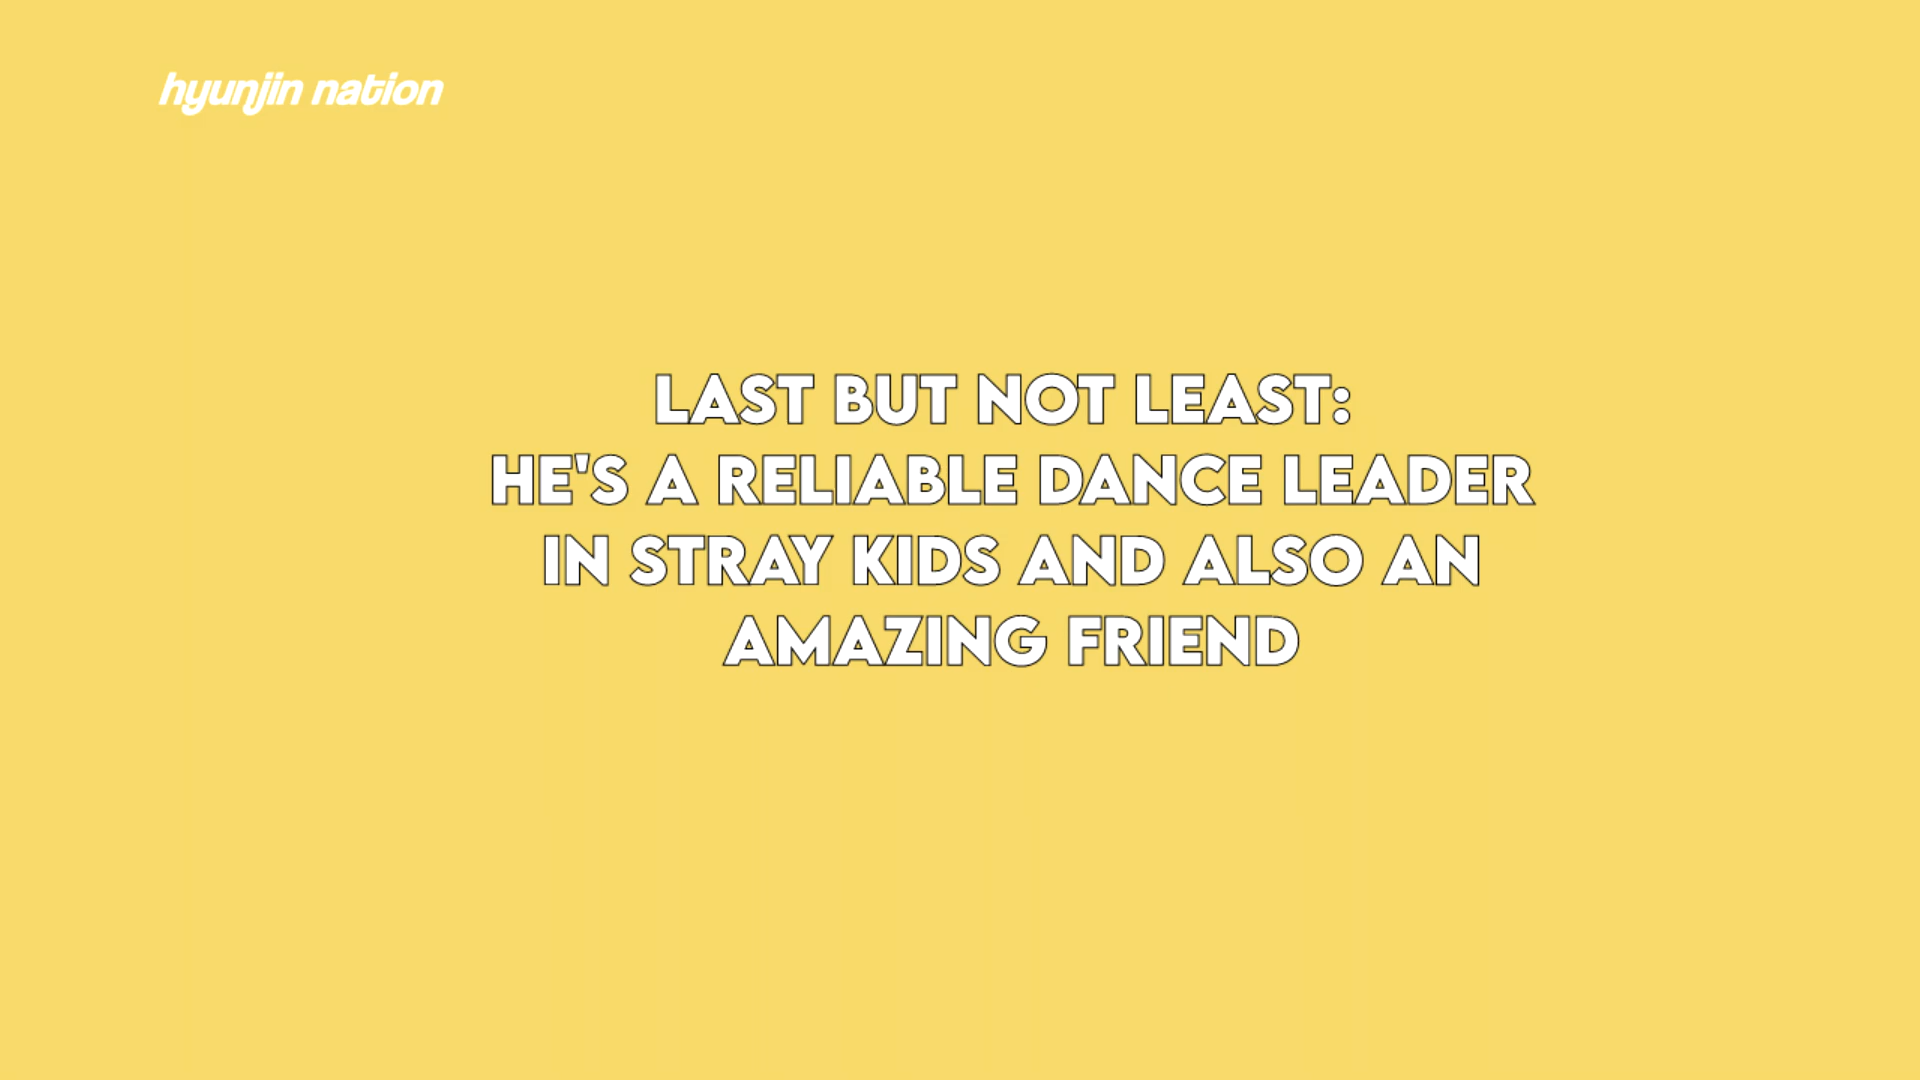 hyunjin nation
LAST BUT NOT LEAST:
HE'S A RELIABLE DANCE LEADER
IN STRAY KIDS AND ALSO AN
AMAZING FRIEND